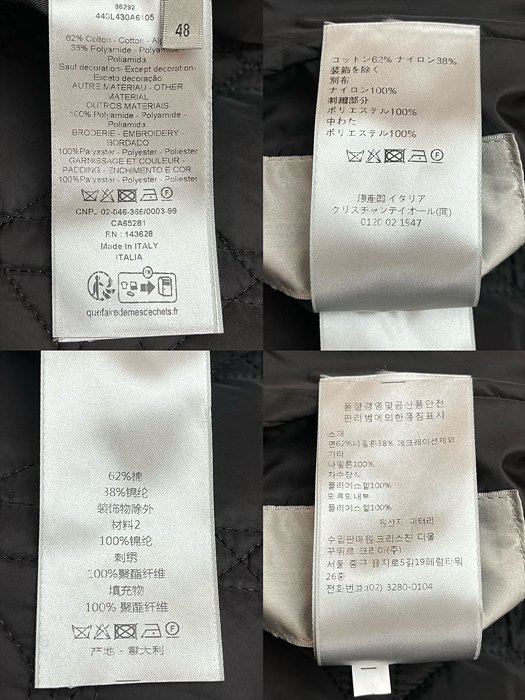 86292
443L430A6105
48
62% Cotton - Cotton -
38% Polyamide - Polyamide
Poliamida
Sauf decoration - Except decoration -
Exceto decoração
AUTRE MATERIAU - OTHER
MATERIAL
OUTROS MATERIAIS
100% Polyamide - Polyamide -
Poliamida
BRODERIE - EMBROIDERY -
BORDADO
100% Polyester - Polyester - Poliester
GARNISSAGE ET COULEUR -
PADDING - ENCHIMENTO E COR
100% Polyester - Polyester - Poliester
CNPJ 02-046-366/0003-99
CA65281
RN : 143628
Made In ITALY
ITALIA
FR
quefairedemesdechets.fr
コットン62% ナイロン38%
装飾を除く
別布
ナイロン100%
刺繍部分
ポリエステル100%
中わた
ポリエステル100%
原産国 イタリア
クリスチャンディオール(同)
0120 02 1947
62%棉
38%锦纶
装饰物除外
材料2
100%锦纶
刺绣
100%聚酯纤维
填充物
100% 聚酯纤维
产地 - 意大利
품질경영및공산품안전
관리법에의한품질표시
소재
면62%나일론38% 데코레이션제외
기타
나일론100%
자수장식
폴리에스터100%
폴리에스터100%
원산지 이태리
수입판매원 크리스챤 디올
꾸뛰르 코리아(주)
서울 중구 을지로5길19페럼타워
26층
전화번호:(02) 3280-0104